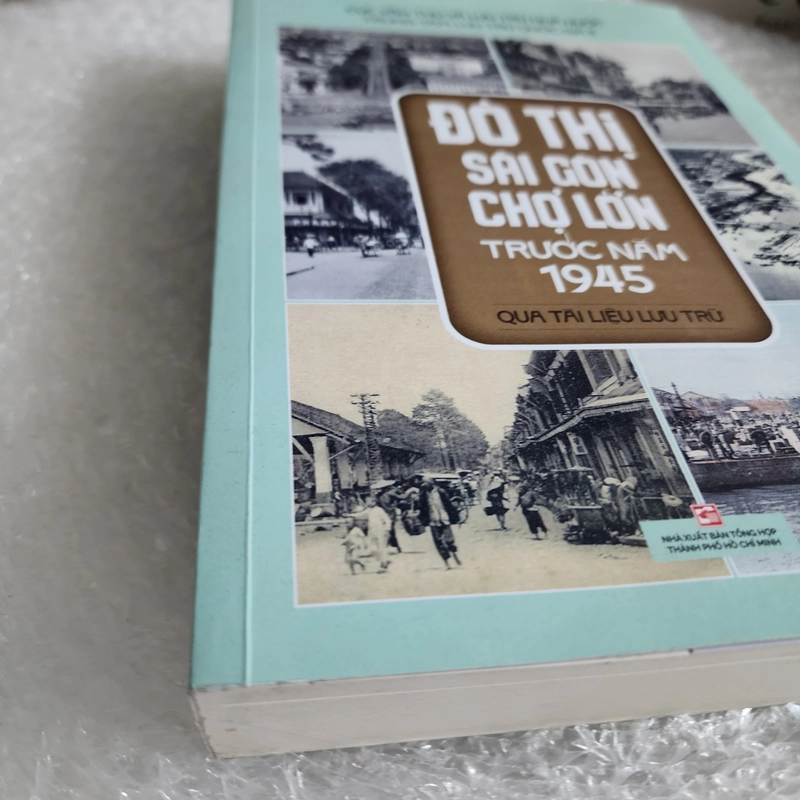 ĐÔ THỊ
SÀI GÒN
CHỢ LỚN
TRƯỚC NĂM
1945
QUA TÀI LIỆU LƯU TRỮ
NHÀ XUẤT BẢN TỔNG HỢP
THÀNH PHỐ HỒ CHÍ MINH